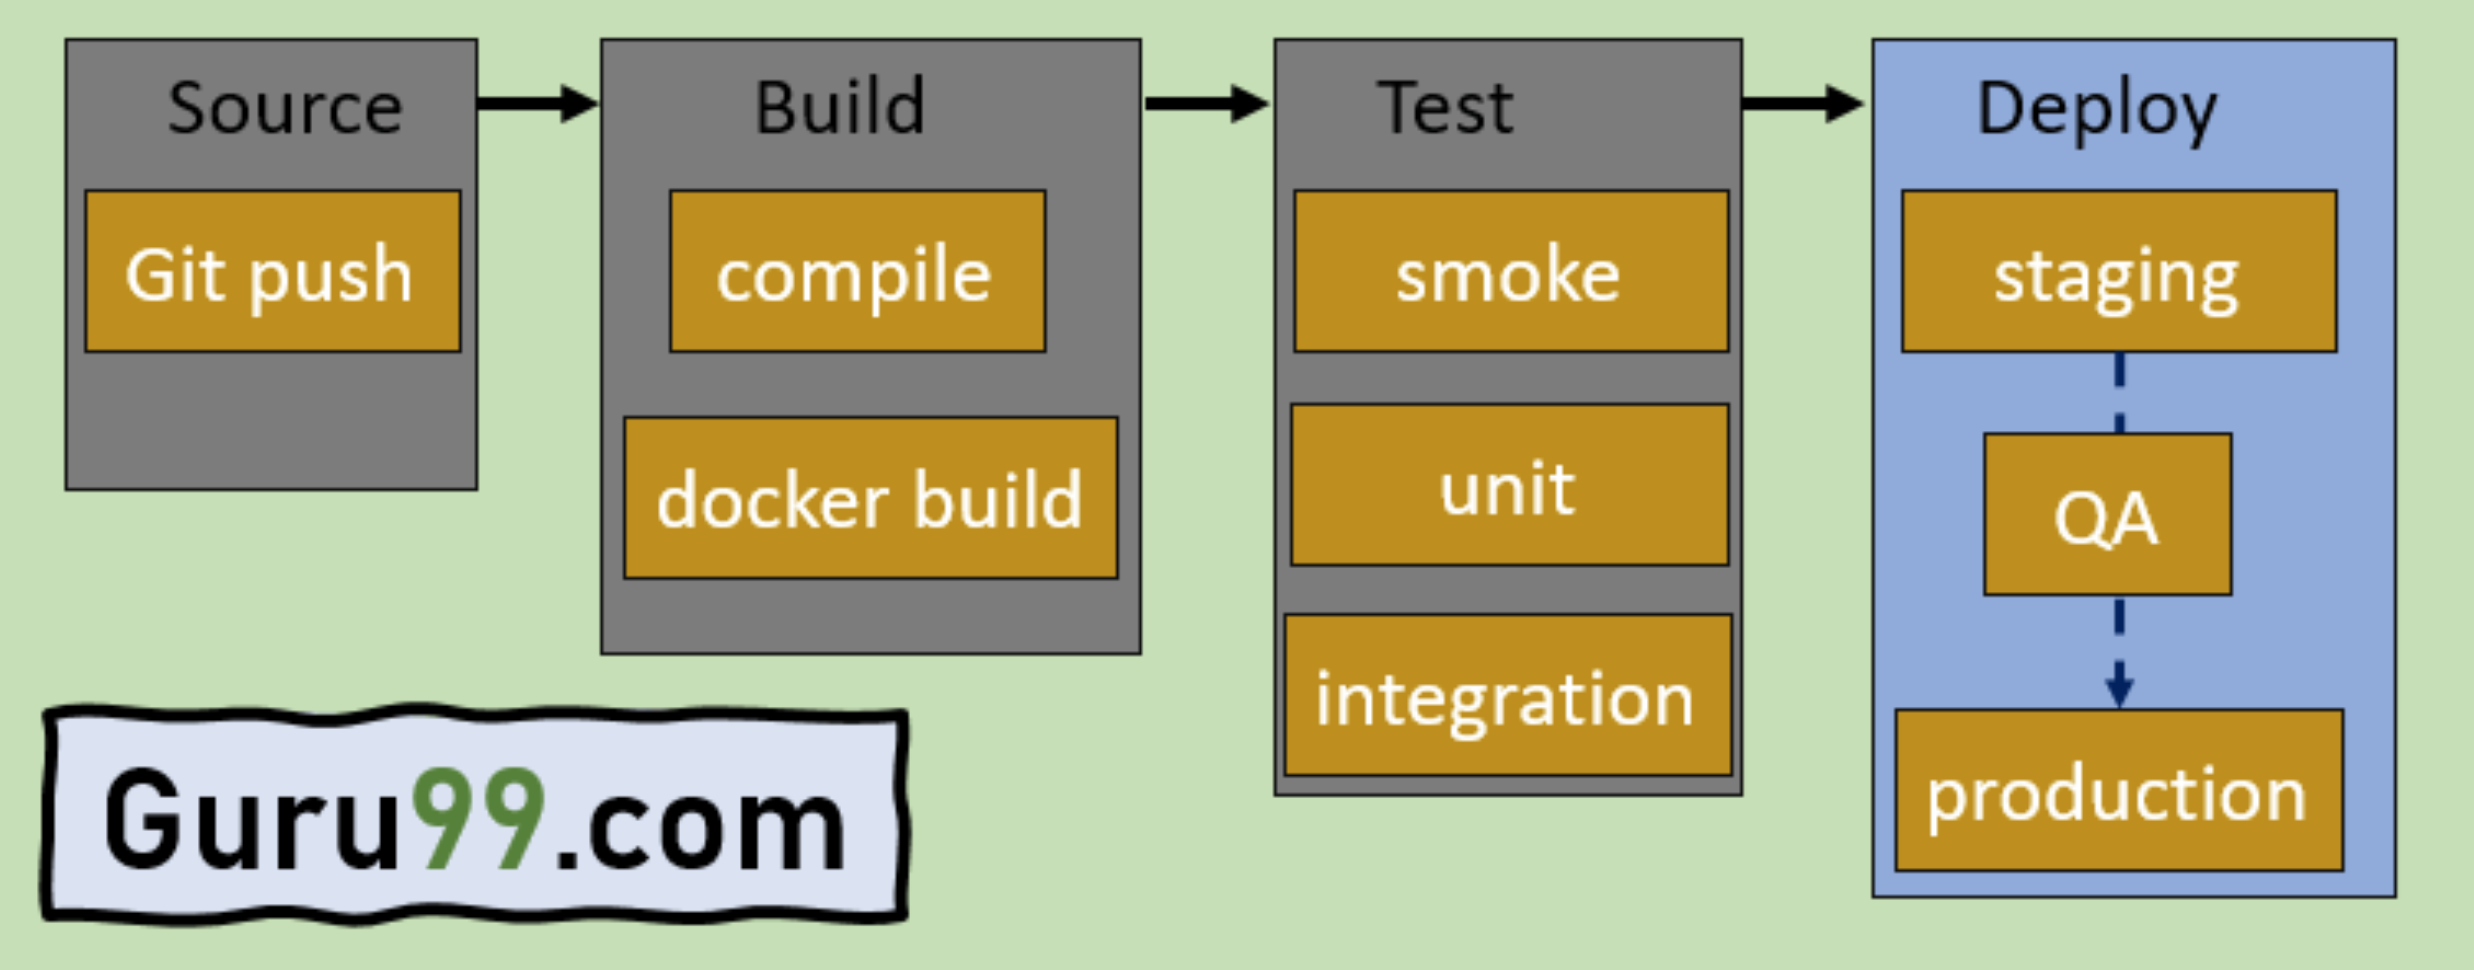 Source
Git push
Build
compile
docker build
Test
smoke
unit
integration
Deploy
staging
QA
production
Guru99.com